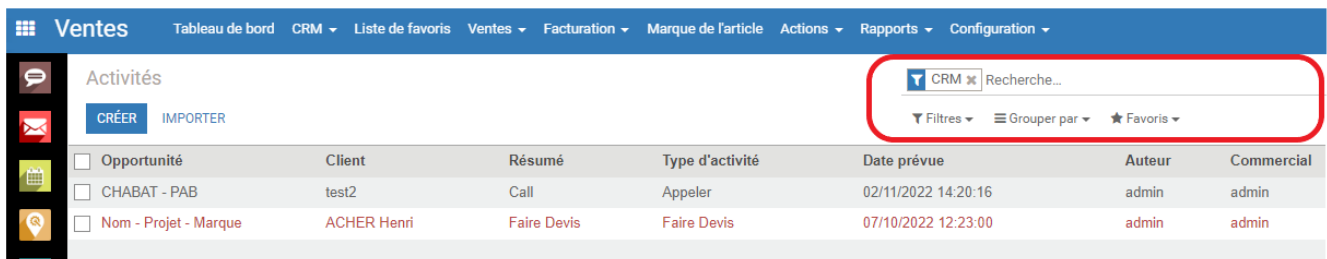 Ventes Tableau de bord CRM Liste de favoris Ventes Facturation Marque de l'article Actions Rapports Configuration
Activités CRM Recherche...
CRÉER IMPORTER Filtres Grouper par Favoris
Opportunité Client Résumé Type d'activité Date prévue Auteur Commercial
CHABAT - PAB test2 Call Appeler 02/11/2022 14:20:16 admin admin
Nom - Projet - Marque ACHER Henri Faire Devis Faire Devis 07/10/2022 12:23:00 admin admin